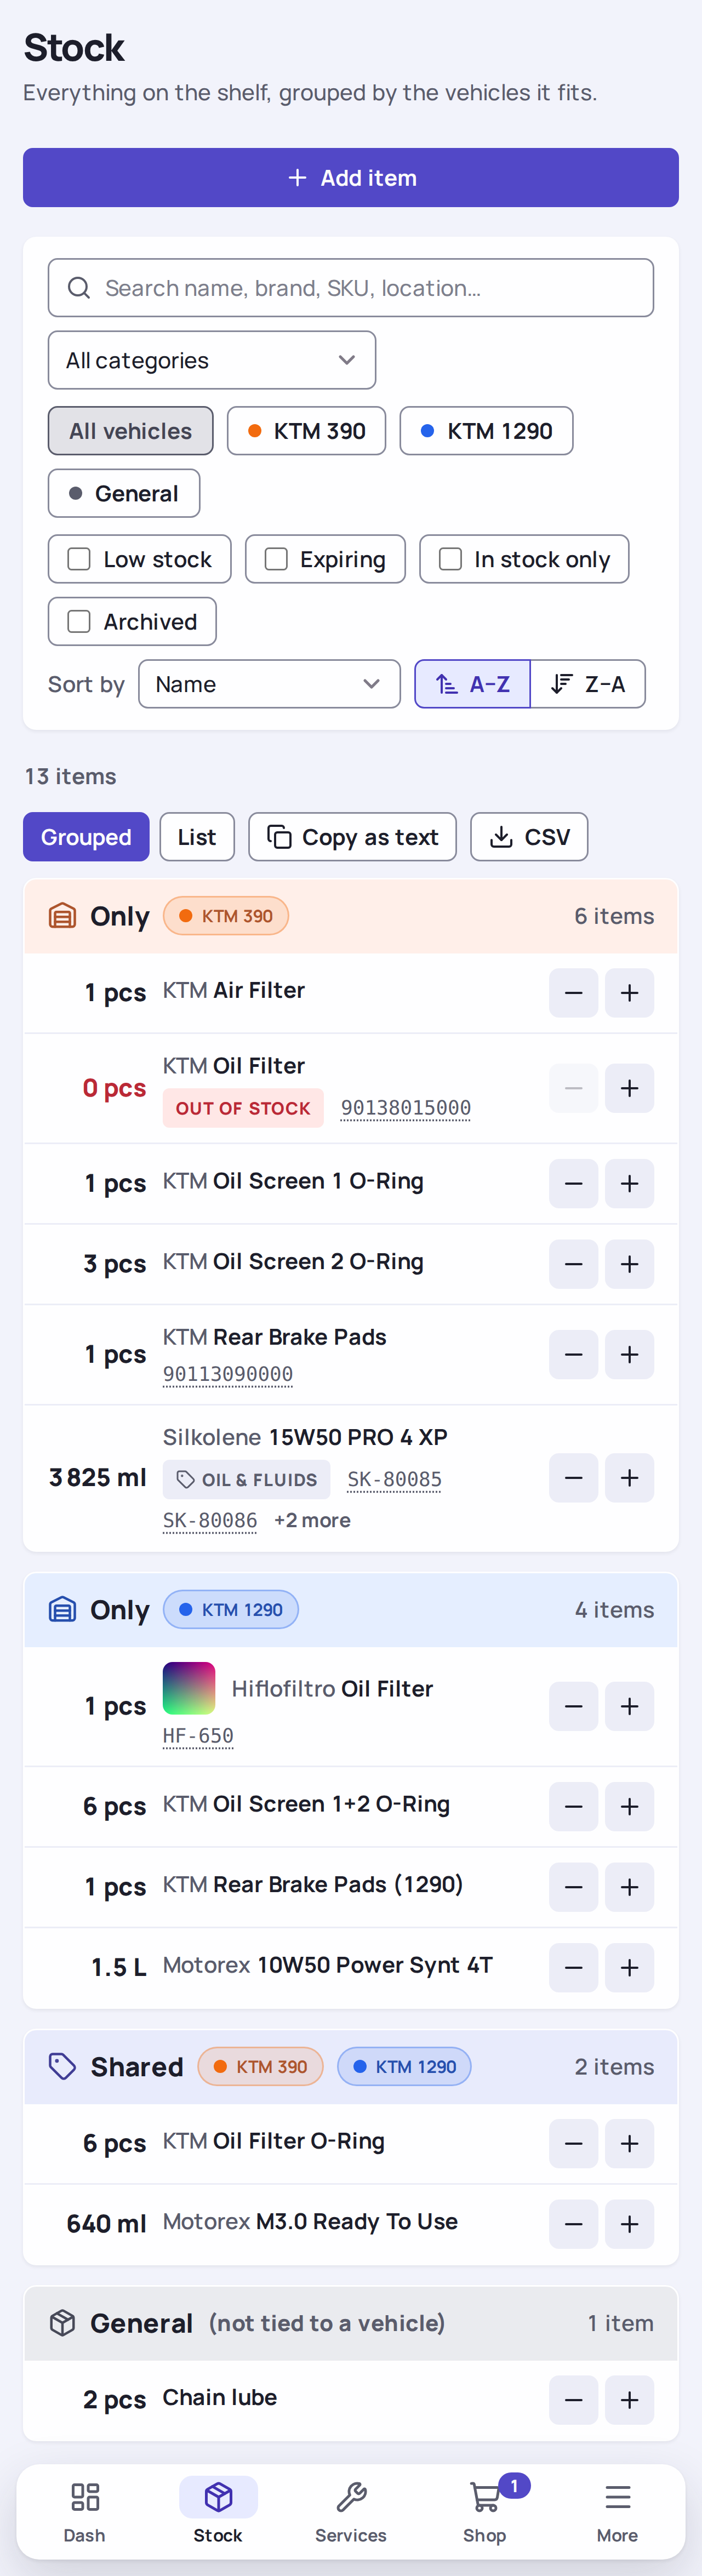 Stock
Everything on the shelf, grouped by the vehicles it fits.
Add item
Search name, brand, SKU, location...
All categories
All vehicles KTM 390 KTM 1290
General
Low stock Expiring In stock only
Archived
Sort by Name A–Z Z–A
13 items
Grouped List Copy as text CSV
Only KTM 390 6 items
1 pcs KTM Air Filter
0 pcs KTM Oil Filter
OUT OF STOCK 90138015000
1 pcs KTM Oil Screen 1 O-Ring
3 pcs KTM Oil Screen 2 O-Ring
1 pcs KTM Rear Brake Pads
90113090000
3 825 ml Silkolene 15W50 PRO 4 XP
OIL & FLUIDS SK-80085
SK-80086 +2 more
Only KTM 1290 4 items
1 pcs Hiflofiltro Oil Filter
HF-650
6 pcs KTM Oil Screen 1+2 O-Ring
1 pcs KTM Rear Brake Pads (1290)
1.5 L Motorex 10W50 Power Synt 4T
Shared KTM 390 KTM 1290 2 items
6 pcs KTM Oil Filter O-Ring
640 ml Motorex M3.0 Ready To Use
General (not tied to a vehicle) 1 item
2 pcs Chain lube
1
Dash Stock Services Shop More